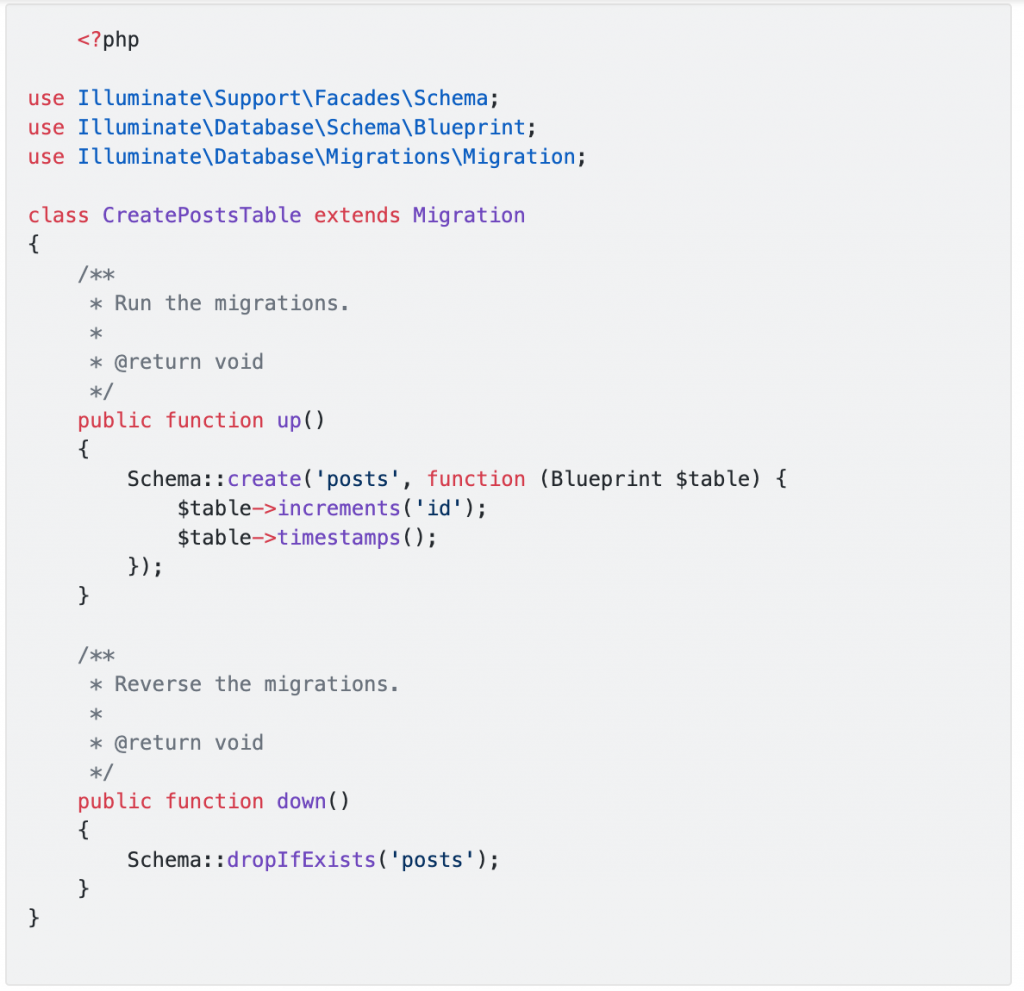 <?php

use Illuminate\Support\Facades\Schema;
use Illuminate\Database\Schema\Blueprint;
use Illuminate\Database\Migrations\Migration;

class CreatePostsTable extends Migration
{
    /**
     * Run the migrations.
     *
     * @return void
     */
    public function up()
    {
        Schema::create('posts', function (Blueprint $table) {
            $table->increments('id');
            $table->timestamps();
        });
    }

    /**
     * Reverse the migrations.
     *
     * @return void
     */
    public function down()
    {
        Schema::dropIfExists('posts');
    }
}